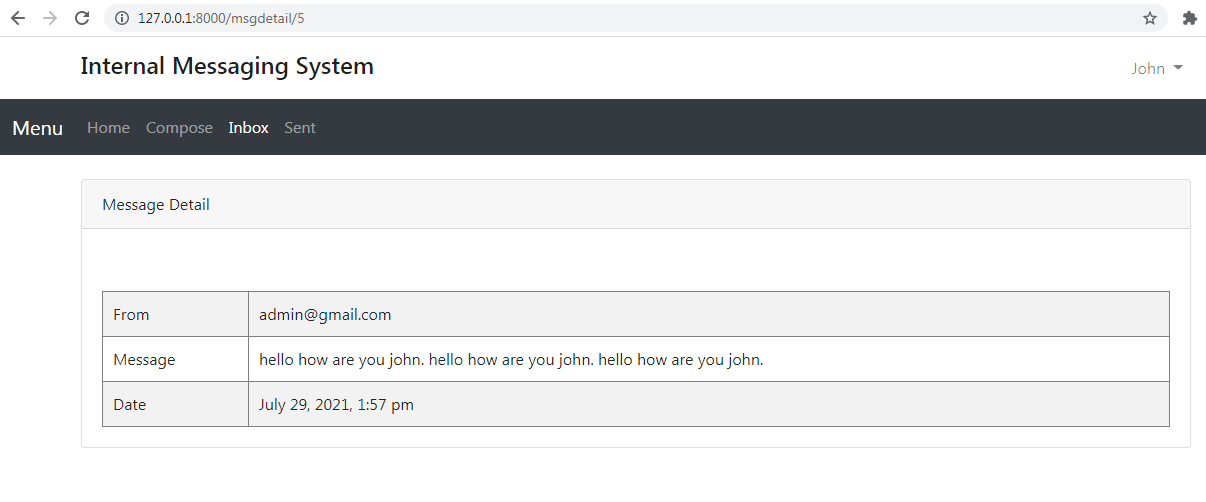 127.0.0.1:8000/msgdetail/5
Internal Messaging System
John
Menu Home Compose Inbox Sent
Message Detail
From admin@gmail.com
Message hello how are you john. hello how are you john. hello how are you john.
Date July 29, 2021, 1:57 pm